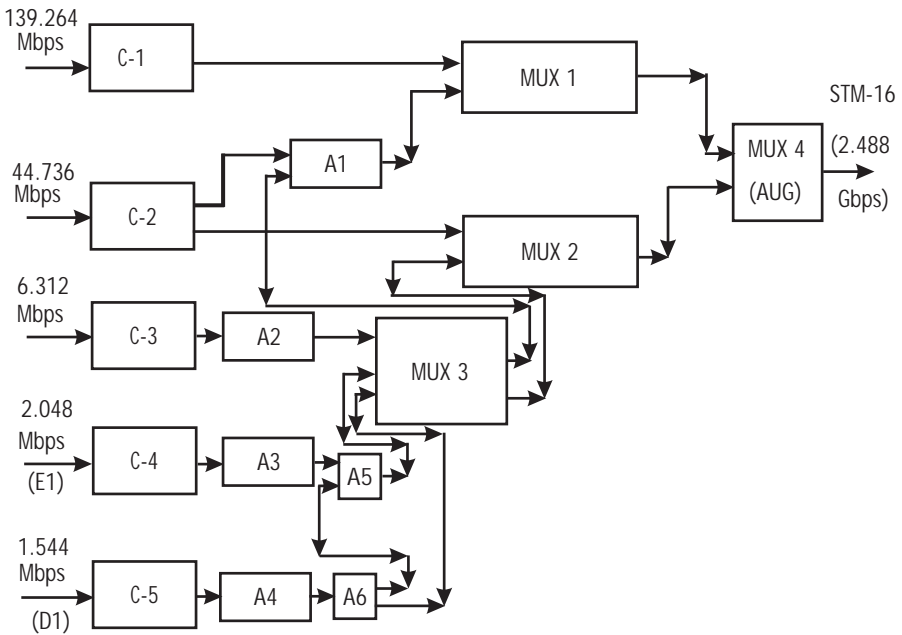 139.264
Mbps
C-1
MUX 1
STM-16
MUX 4
(AUG)
(2.488
Gbps)
A1
44.736
Mbps
C-2
MUX 2
6.312
Mbps
C-3
A2
MUX 3
2.048
Mbps
(E1)
C-4
A3
A5
1.544
Mbps
(D1)
C-5
A4
A6